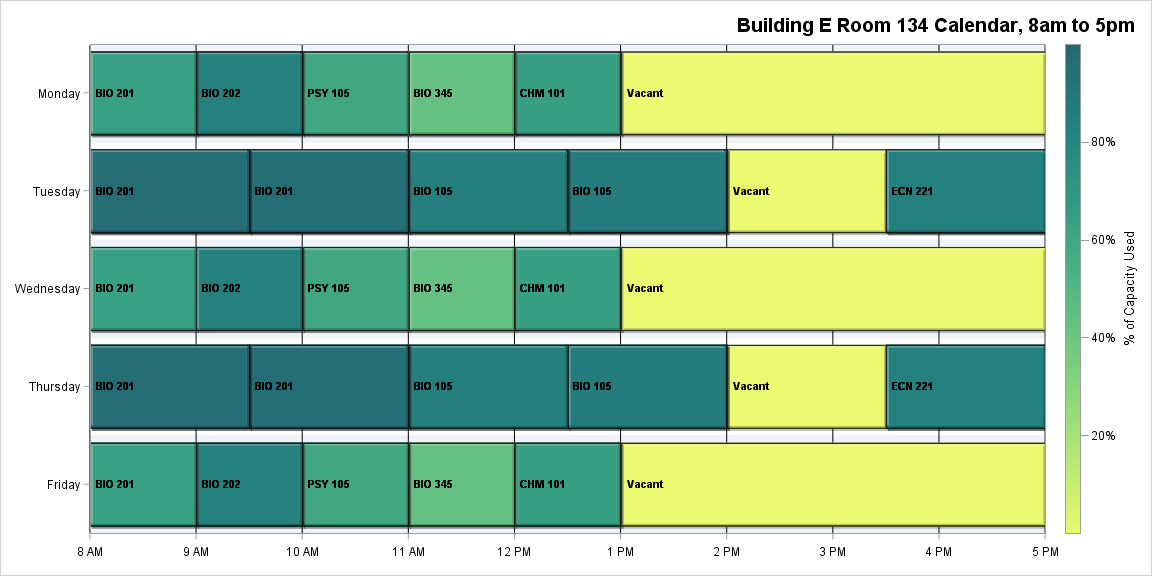 Building E Room 134 Calendar, 8am to 5pm
Monday
BIO 201
BIO 202
PSY 105
BIO 345
CHM 101
Vacant
Tuesday
BIO 201
BIO 201
BIO 105
BIO 105
Vacant
ECN 221
Wednesday
BIO 201
BIO 202
PSY 105
BIO 345
CHM 101
Vacant
Thursday
BIO 201
BIO 201
BIO 105
BIO 105
Vacant
ECN 221
Friday
BIO 201
BIO 202
PSY 105
BIO 345
CHM 101
Vacant
8 AM
9 AM
10 AM
11 AM
12 PM
1 PM
2 PM
3 PM
4 PM
5 PM
80%
60%
40%
20%
% of Capacity Used